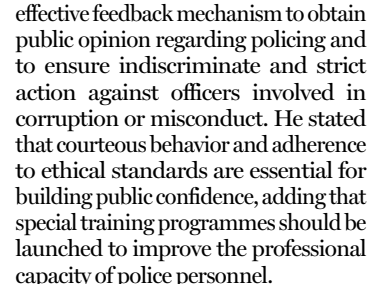 effective feedback mechanism to obtain
public opinion regarding policing and
to ensure indiscriminate and strict
action against officers involved in
corruption or misconduct. He stated
that courteous behavior and adherence
to ethical standards are essential for
building public confidence, adding that
special training programmes should be
launched to improve the professional
capacity of police personnel.